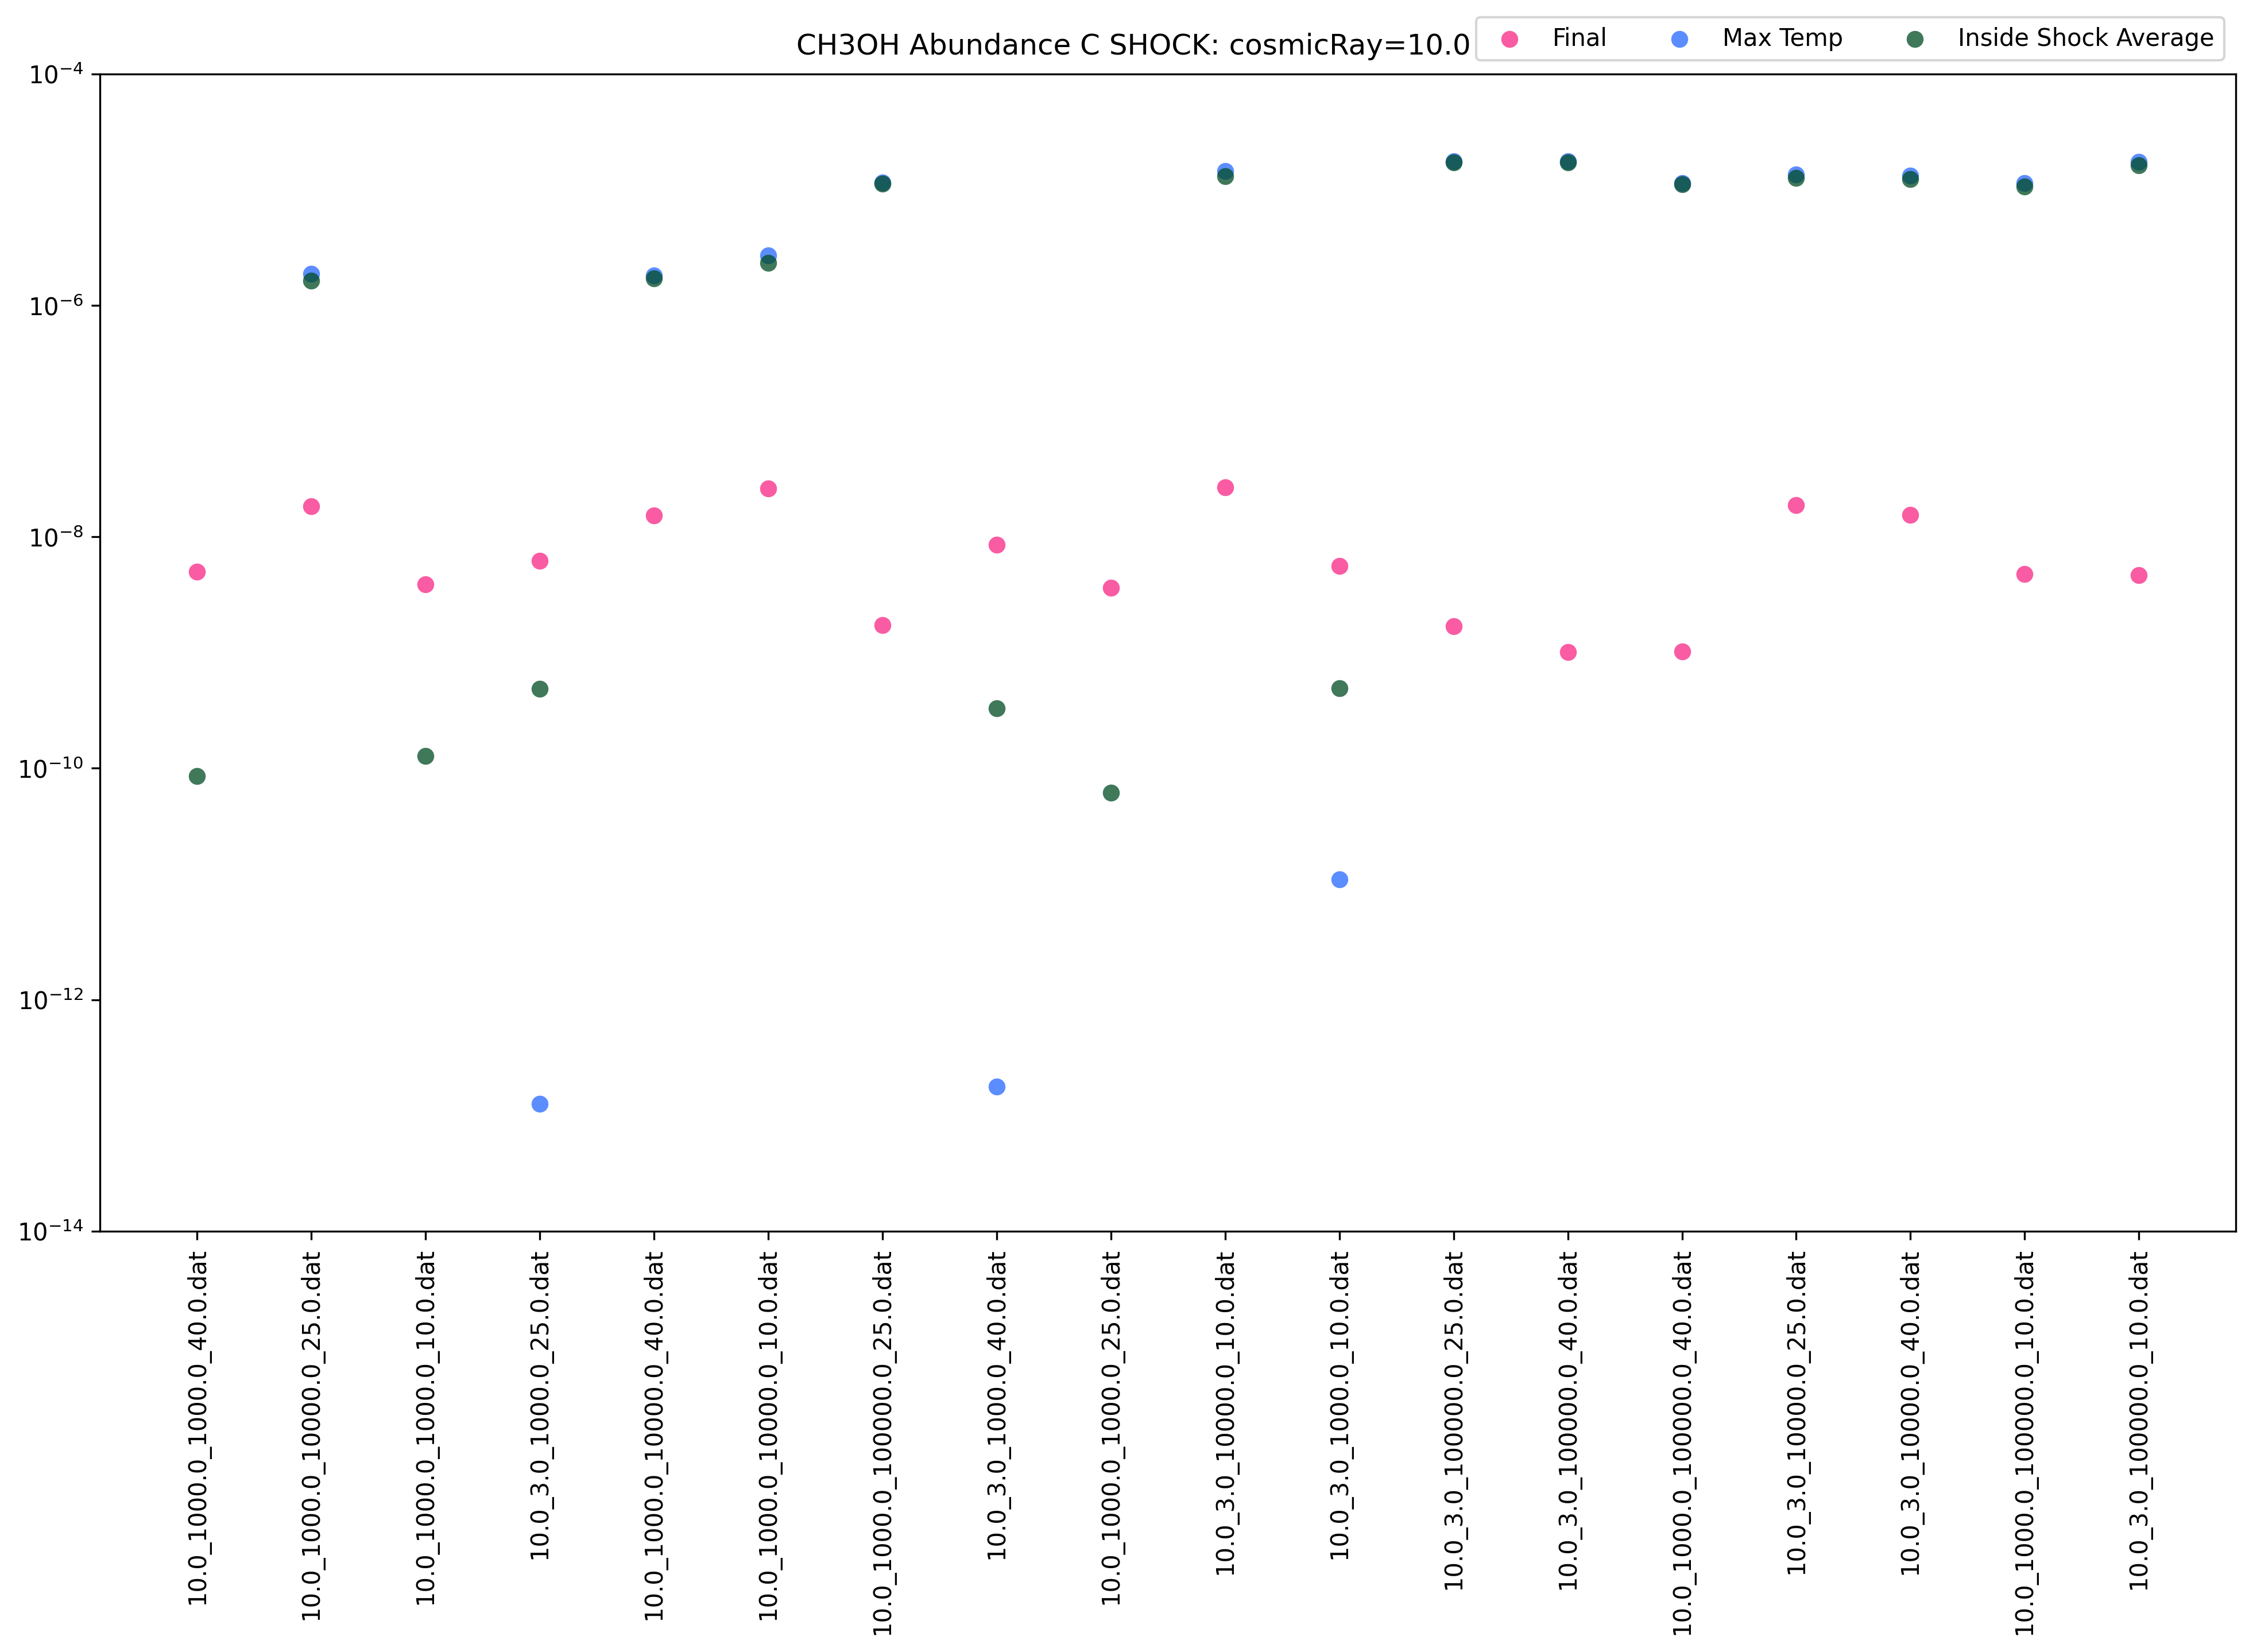 CH3OH Abundance C SHOCK: cosmicRay=10.0
Final
Max Temp
Inside Shock Average
10⁻⁴
10⁻⁶
10⁻⁸
10⁻¹⁰
10⁻¹²
10⁻¹⁴
10.0_1000.0_1000.0_40.0.dat
10.0_1000.0_10000.0_25.0.dat
10.0_1000.0_1000.0_10.0.dat
10.0_3.0_1000.0_25.0.dat
10.0_1000.0_10000.0_40.0.dat
10.0_1000.0_10000.0_10.0.dat
10.0_1000.0_100000.0_25.0.dat
10.0_3.0_1000.0_40.0.dat
10.0_1000.0_1000.0_25.0.dat
10.0_3.0_10000.0_10.0.dat
10.0_3.0_1000.0_10.0.dat
10.0_3.0_100000.0_25.0.dat
10.0_3.0_100000.0_40.0.dat
10.0_1000.0_100000.0_40.0.dat
10.0_3.0_10000.0_25.0.dat
10.0_3.0_10000.0_40.0.dat
10.0_1000.0_100000.0_10.0.dat
10.0_3.0_100000.0_10.0.dat